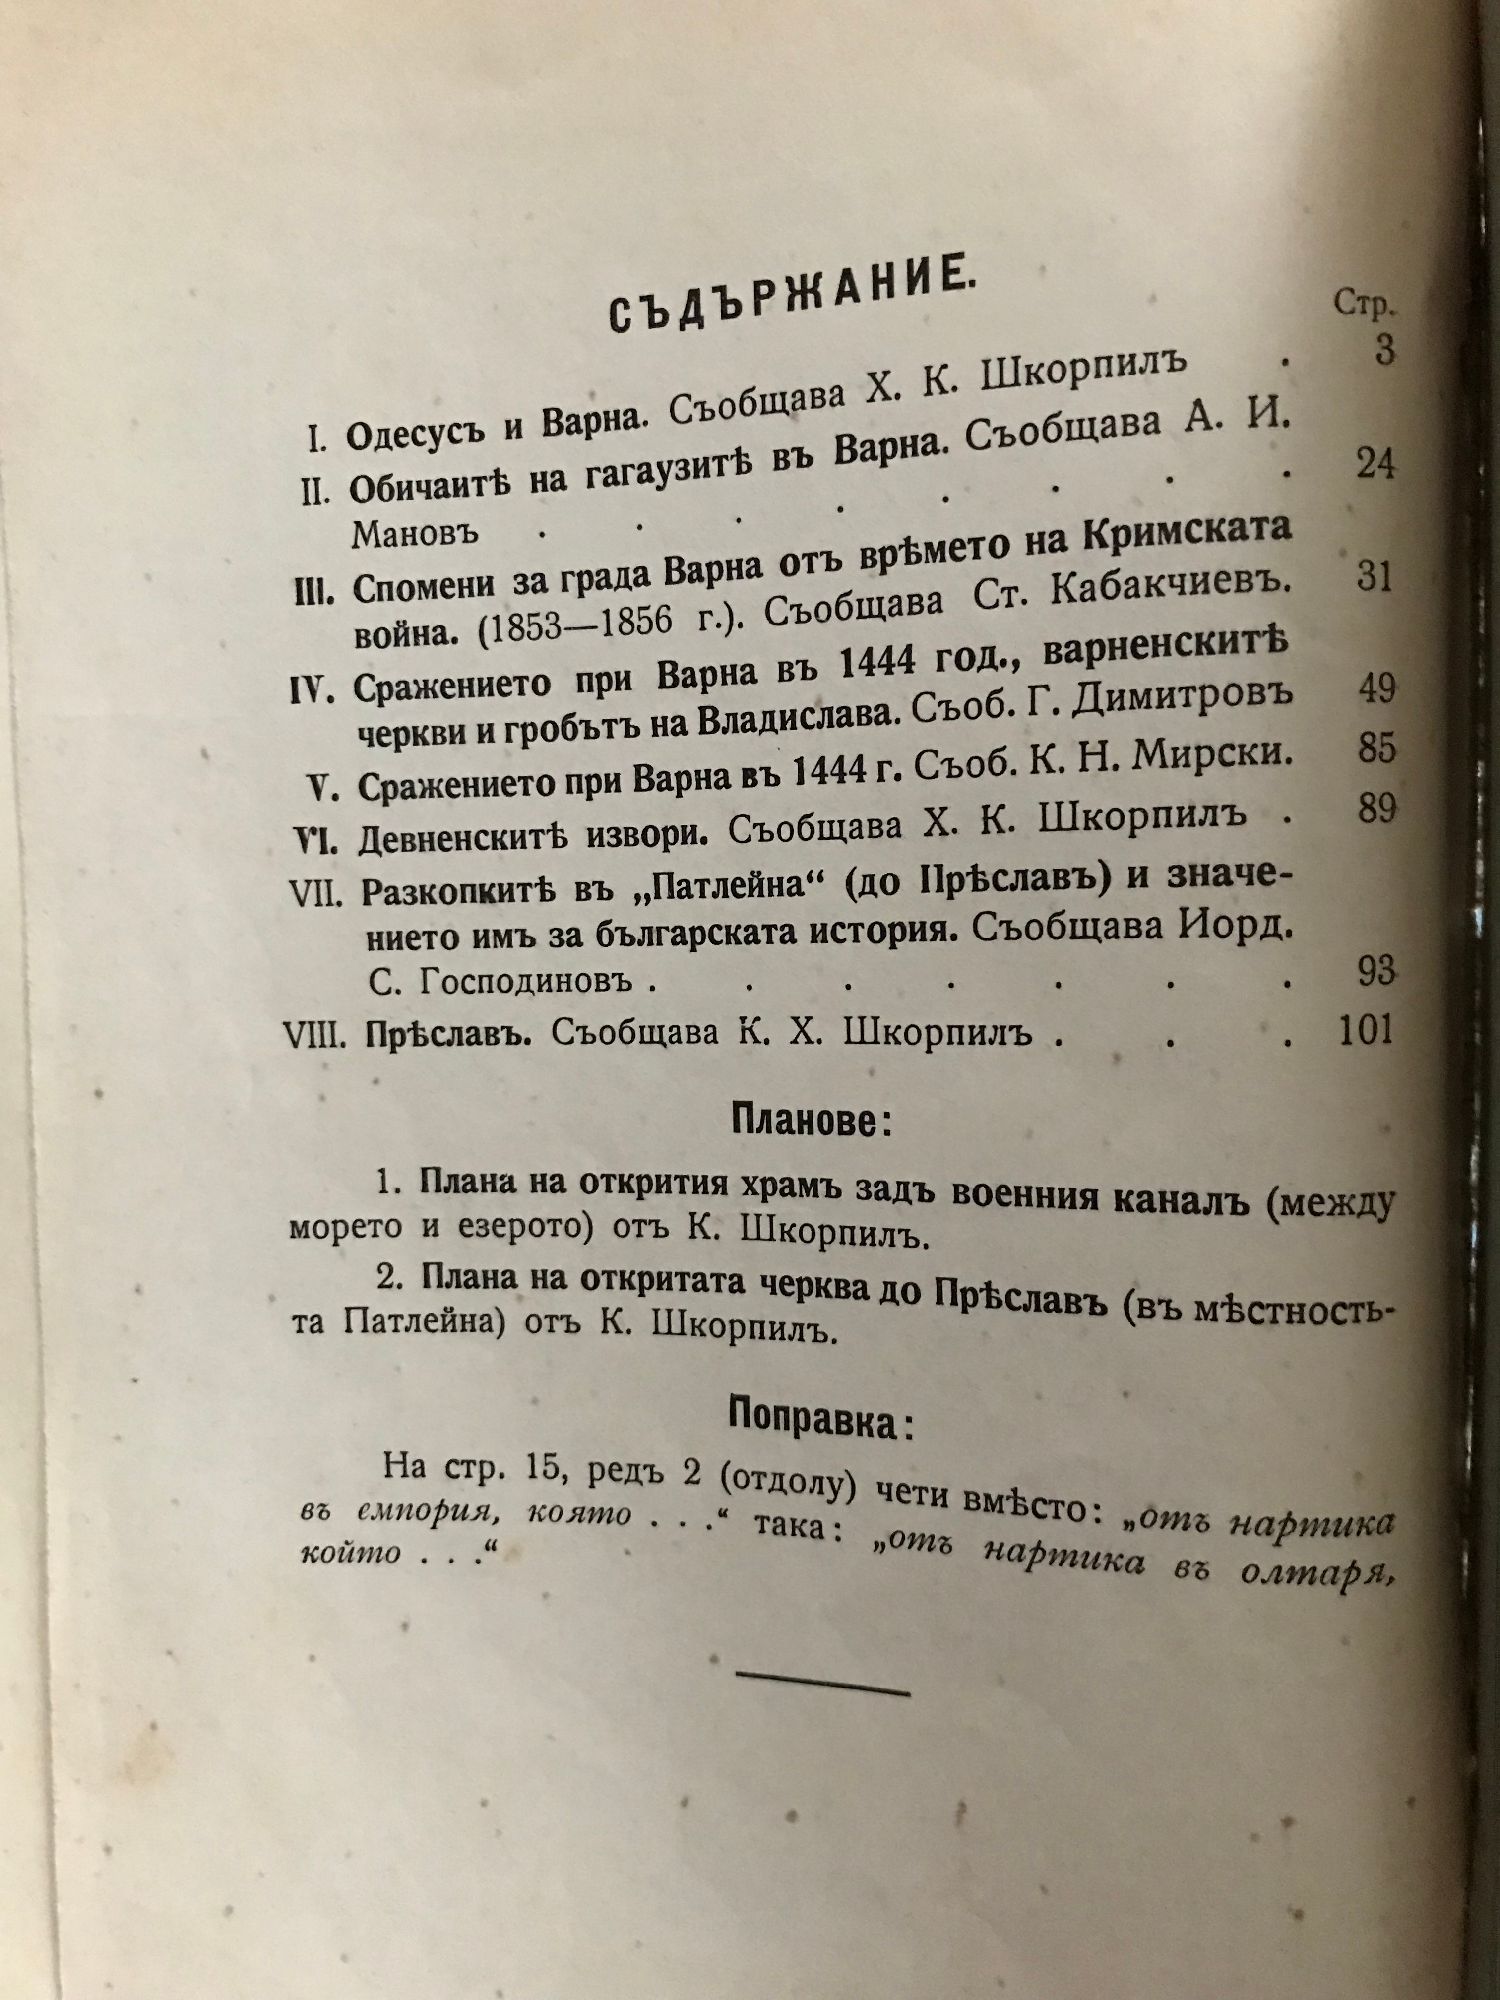 СЪДЪРЖАНИЕ.
Стр.
I. Одесусъ и Варна. Съобщава Х. К. Шкорпилъ . 3
II. Обичаитѣ на гагаузитѣ въ Варна. Съобщава А. И.
Мановъ . . . . . . . . 24
III. Спомени за града Варна отъ врѣмето на Кримската
война. (1853—1856 г.). Съобщава Ст. Кабакчиевъ. 31
IV. Сражението при Варна въ 1444 год., варненскитѣ
черкви и гробътъ на Владислава. Съоб. Г. Димитровъ 49
V. Сражението при Варна въ 1444 г. Съоб. К. Н. Мирски. 85
VI. Девненскитѣ извори. Съобщава Х. К. Шкорпилъ . 89
VII. Разкопкитѣ въ „Патлейна“ (до Прѣславъ) и значе-
нието имъ за българската история. Съобщава Иорд.
С. Господиновъ . . . . . . . 93
VIII. Прѣславъ. Съобщава К. Х. Шкорпилъ . . . 101
Планове:
1. Плана на открития храмъ задъ военния каналъ (между
морето и езерото) отъ К. Шкорпилъ.
2. Плана на откритата черква до Прѣславъ (въ мѣстность-
та Патлейна) отъ К. Шкорпилъ.
Поправка:
На стр. 15, редъ 2 (отдолу) чети вмѣсто: „отъ нартика
въ емпория, която . . .“ така: „отъ нартика въ олтаря,
който . . .“